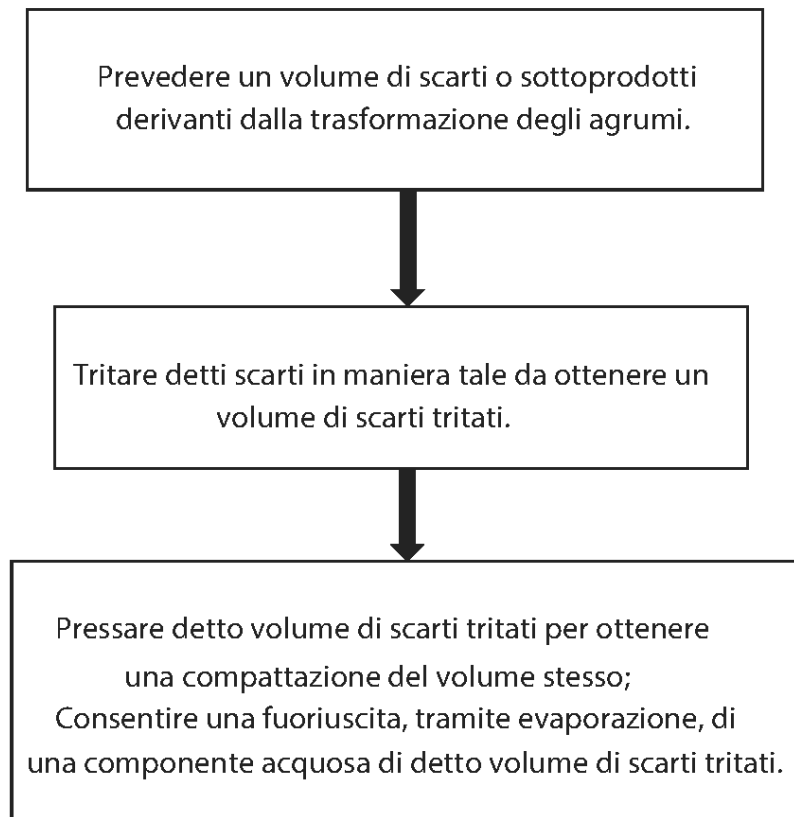 Prevedere un volume di scarti o sottoprodotti
derivanti dalla trasformazione degli agrumi.
Tritare detti scarti in maniera tale da ottenere un
volume di scarti tritati.
Pressare detto volume di scarti tritati per ottenere
una compattazione del volume stesso;
Consentire una fuoriuscita, tramite evaporazione, di
una componente acquosa di detto volume di scarti tritati.